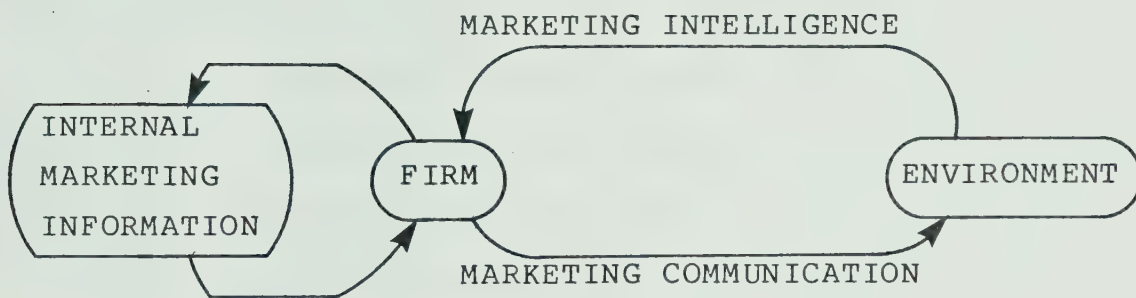 MARKETING INTELLIGENCE
INTERNAL
MARKETING
INFORMATION
FIRM
ENVIRONMENT
MARKETING COMMUNICATION